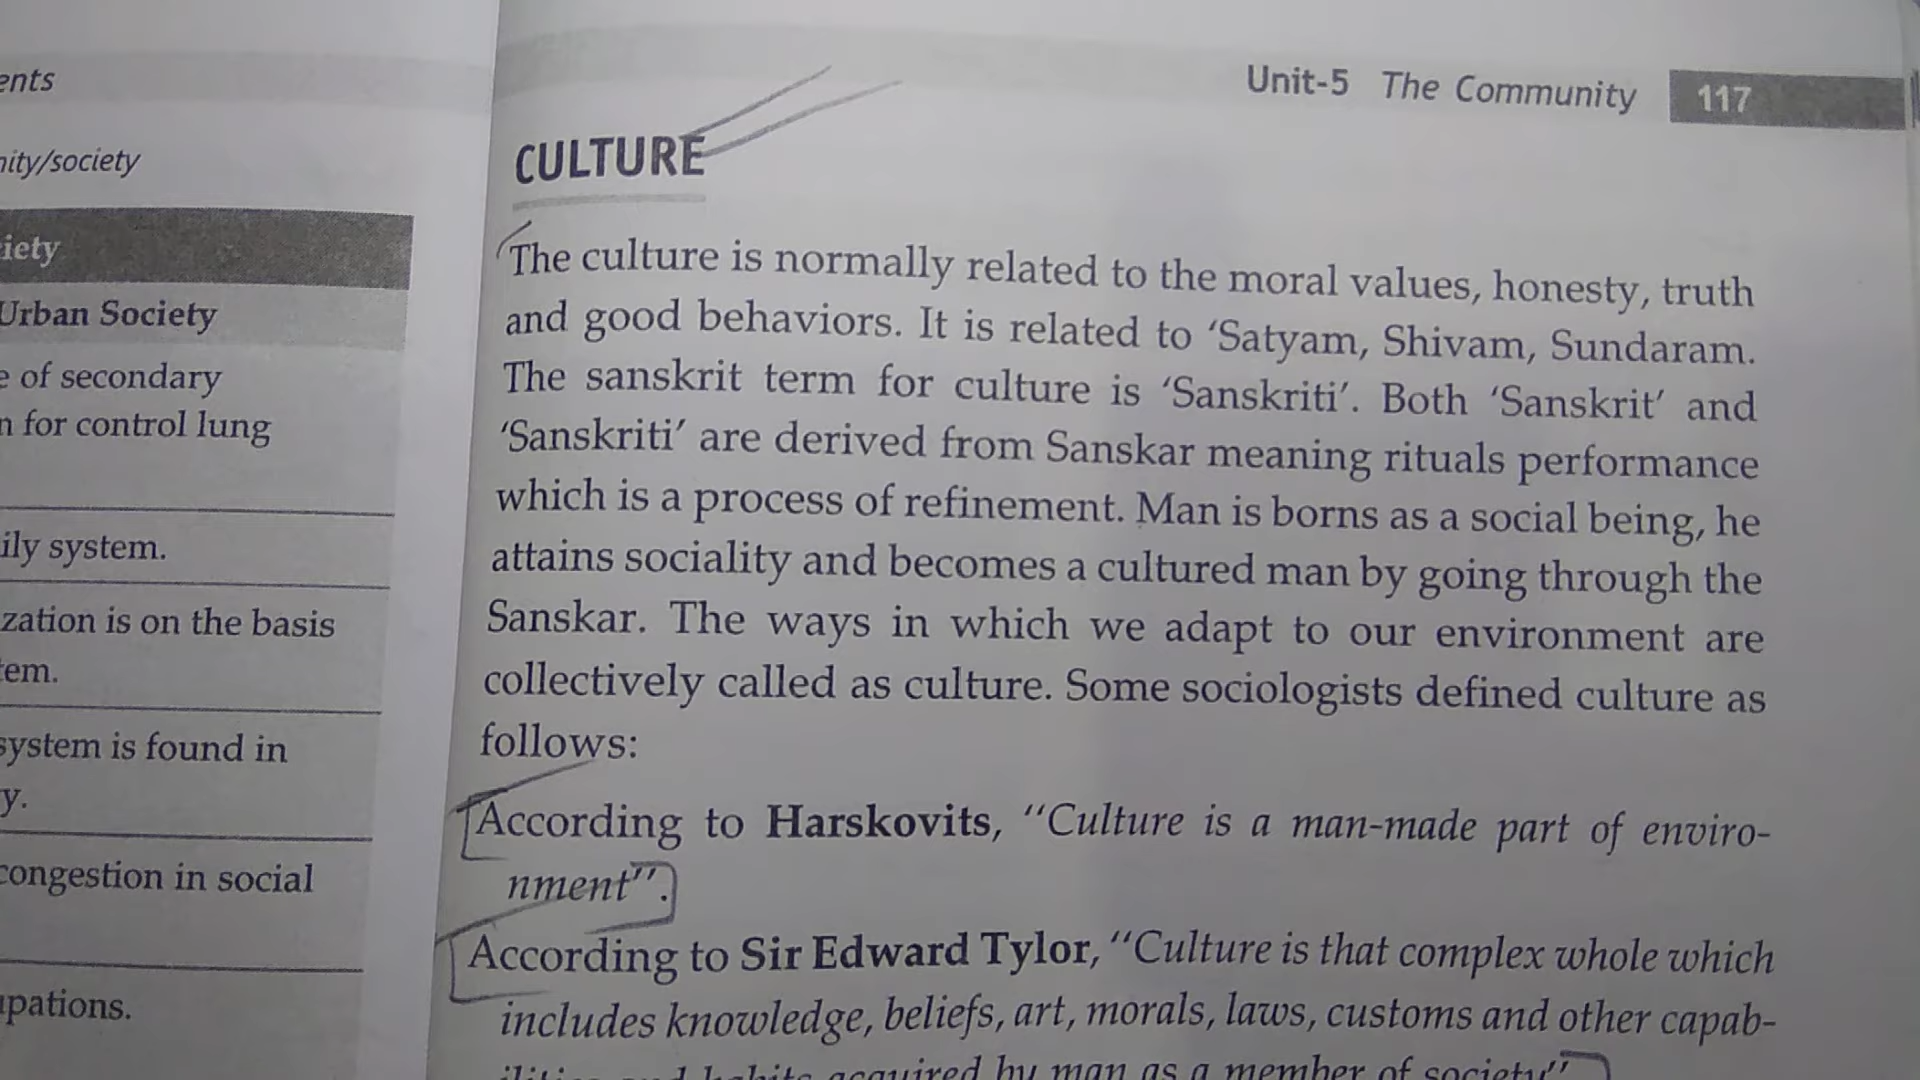 ents
nity/society
iety
Urban Society
e of secondary
n for control lung
ily system.
zation is on the basis
tem.
system is found in
y.
congestion in social
upations.
Unit-5 The Community 117
CULTURE
The culture is normally related to the moral values, honesty, truth
and good behaviors. It is related to ‘Satyam, Shivam, Sundaram.
The sanskrit term for culture is ‘Sanskriti’. Both ‘Sanskrit’ and
‘Sanskriti’ are derived from Sanskar meaning rituals performance
which is a process of refinement. Man is borns as a social being, he
attains sociality and becomes a cultured man by going through the
Sanskar. The ways in which we adapt to our environment are
collectively called as culture. Some sociologists defined culture as
follows:
According to Harskovits, “Culture is a man-made part of enviro-
nment”.
According to Sir Edward Tylor, “Culture is that complex whole which
includes knowledge, beliefs, art, morals, laws, customs and other capab-
ilities and habits acquired by man as a member of society”